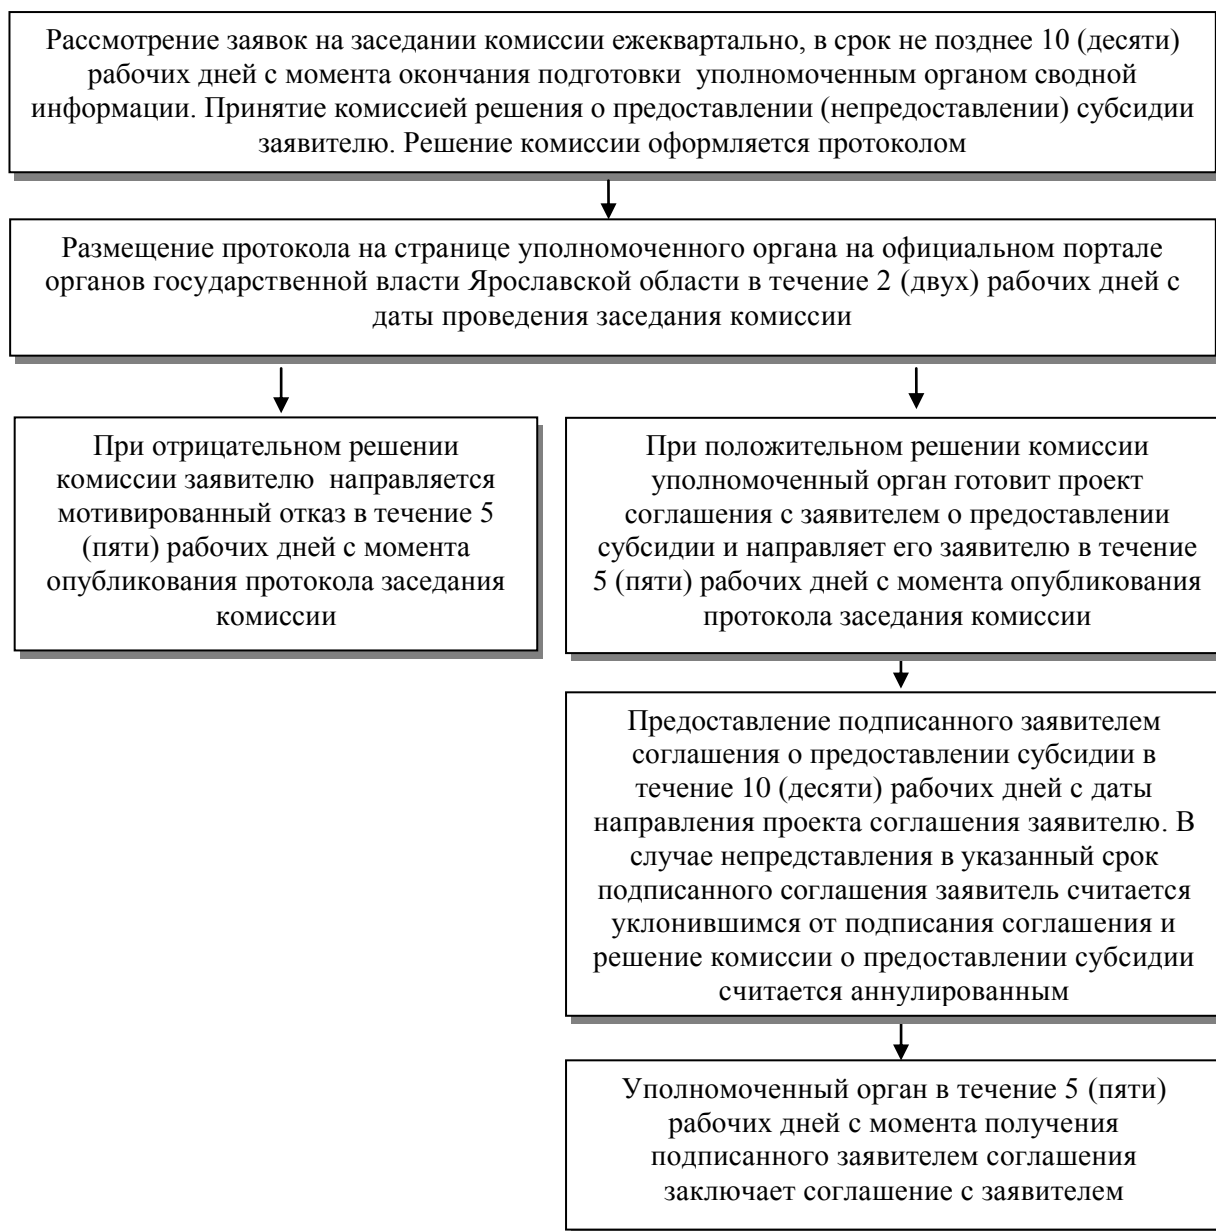 Рассмотрение заявок на заседании комиссии ежеквартально, в срок не позднее 10 (десяти)
рабочих дней с момента окончания подготовки уполномоченным органом сводной
информации. Принятие комиссией решения о предоставлении (непредоставлении) субсидии
заявителю. Решение комиссии оформляется протоколом
Размещение протокола на странице уполномоченного органа на официальном портале
органов государственной власти Ярославской области в течение 2 (двух) рабочих дней с
даты проведения заседания комиссии
При отрицательном решении
комиссии заявителю направляется
мотивированный отказ в течение 5
(пяти) рабочих дней с момента
опубликования протокола заседания
комиссии
При положительном решении комиссии
уполномоченный орган готовит проект
соглашения с заявителем о предоставлении
субсидии и направляет его заявителю в течение
5 (пяти) рабочих дней с момента опубликования
протокола заседания комиссии
Предоставление подписанного заявителем
соглашения о предоставлении субсидии в
течение 10 (десяти) рабочих дней с даты
направления проекта соглашения заявителю. В
случае непредставления в указанный срок
подписанного соглашения заявитель считается
уклонившимся от подписания соглашения и
решение комиссии о предоставлении субсидии
считается аннулированным
Уполномоченный орган в течение 5 (пяти)
рабочих дней с момента получения
подписанного заявителем соглашения
заключает соглашение с заявителем